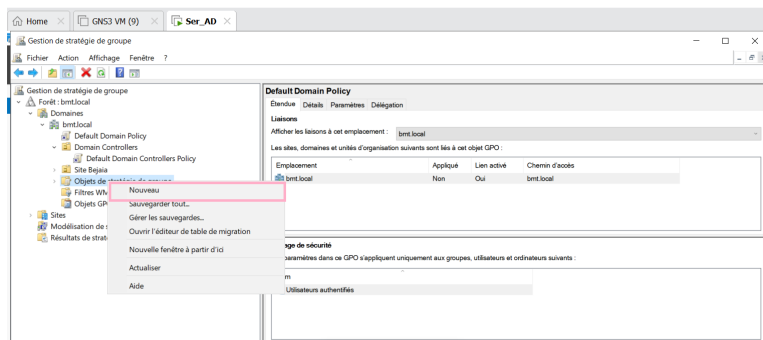 Home
GNS3 VM (9)
Ser_AD
Gestion de stratégie de groupe
Fichier Action Affichage Fenêtre ?
Gestion de stratégie de groupe
Forêt : bmt.local
Domaines
bmt.local
Default Domain Policy
Domain Controllers
Default Domain Controllers Policy
Site Bejaia
Objets de stratégie de groupe
Filtres WM
Objets GP
Sites
Modélisation de s
Résultats de strat
Nouveau
Sauvegarder tout...
Gérer les sauvegardes...
Ouvrir l'éditeur de table de migration
Nouvelle fenêtre à partir d'ici
Actualiser
Aide
Default Domain Policy
Étendue Détails Paramètres Délégation
Liaisons
Afficher les liaisons à cet emplacement : bmt.local
Les sites, domaines et unités d'organisation suivants sont liés à cet objet GPO :
Emplacement Appliqué Lien activé Chemin d'accès
bmt.local Non Oui bmt.local
age de sécurité
paramètres dans ce GPO s'appliquent uniquement aux groupes, utilisateurs et ordinateurs suivants :
m
Utilisateurs authentifiés